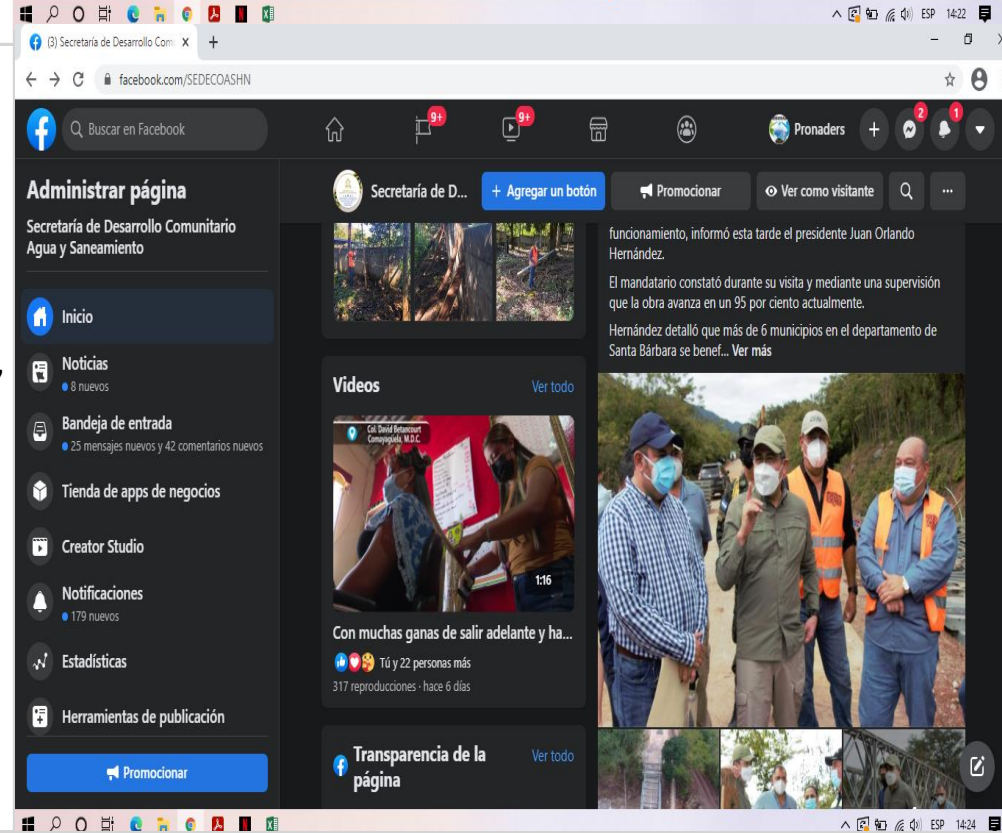 ESP 14:22
(3) Secretaría de Desarrollo Com
facebook.com/SEDECOASHN
Buscar en Facebook
9+
9+
Pronaders
2
1
Administrar página
Secretaría de Desarrollo Comunitario
Agua y Saneamiento
Inicio
Noticias
8 nuevos
Bandeja de entrada
25 mensajes nuevos y 42 comentarios nuevos
Tienda de apps de negocios
Creator Studio
Notificaciones
179 nuevos
Estadísticas
Herramientas de publicación
Promocionar
Secretaría de D...
+ Agregar un botón
Promocionar
Ver como visitante
Videos
Ver todo
Col. David Betancourt
Comayagüela, M.D.C.
1:16
Con muchas ganas de salir adelante y ha...
Tú y 22 personas más
317 reproducciones · hace 6 días
Transparencia de la
página
Ver todo
funcionamiento, informó esta tarde el presidente Juan Orlando
Hernández.
El mandatario constató durante su visita y mediante una supervisión
que la obra avanza en un 95 por ciento actualmente.
Hernández detalló que más de 6 municipios en el departamento de
Santa Bárbara se benef... Ver más
ESP 14:24